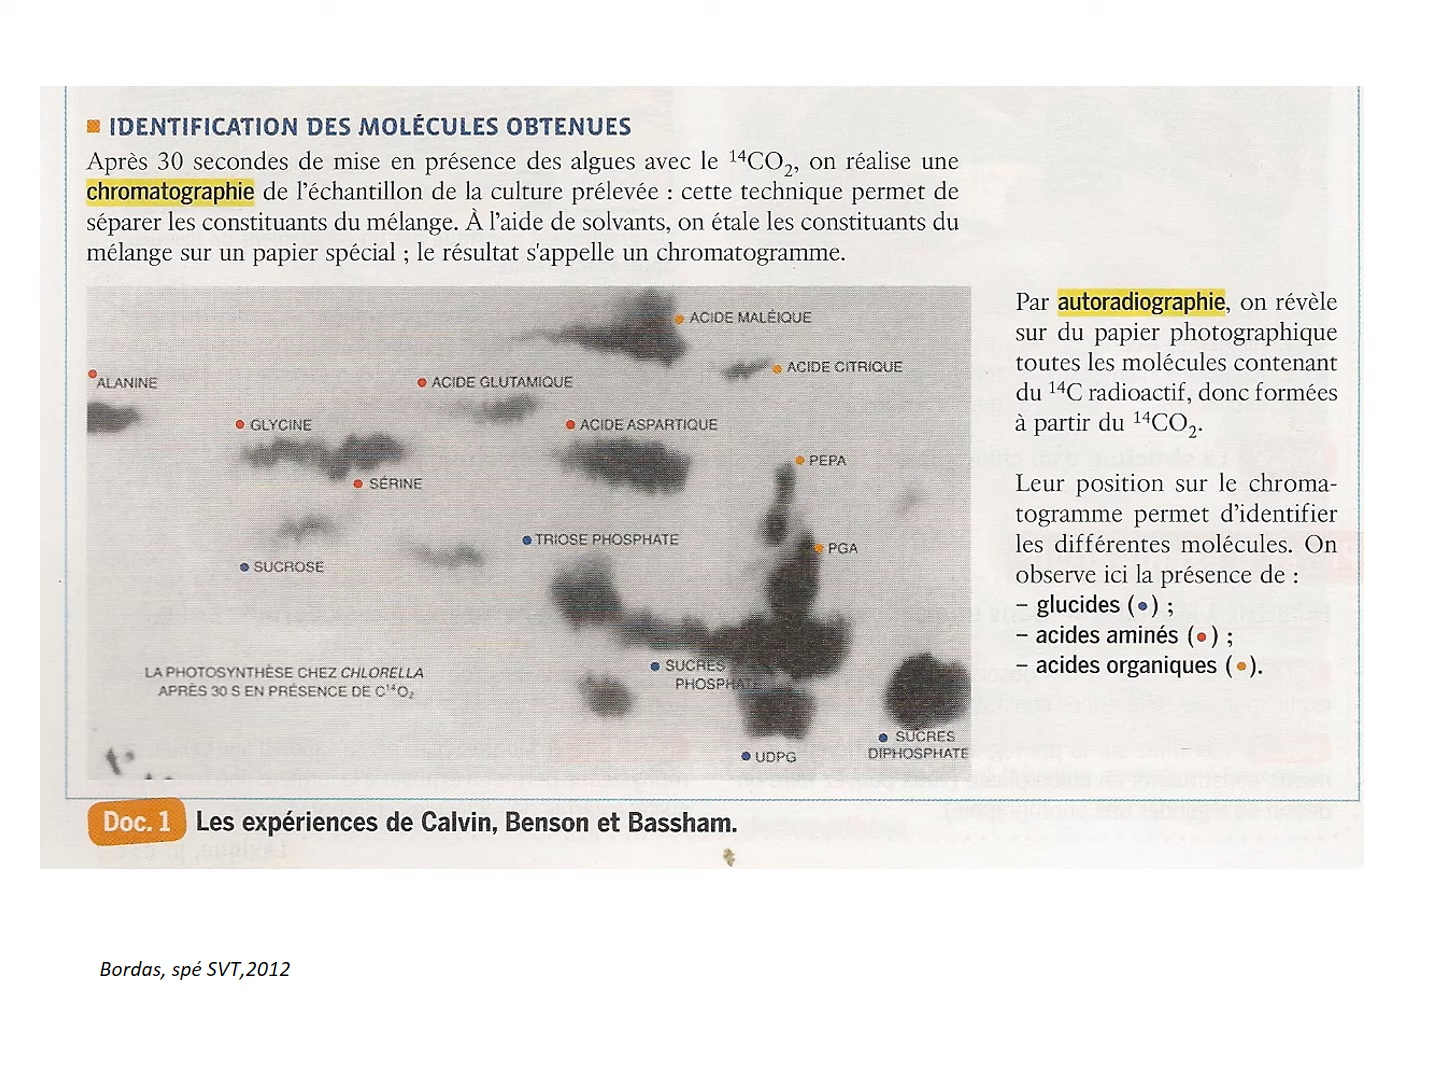 IDENTIFICATION DES MOLÉCULES OBTENUES
Après 30 secondes de mise en présence des algues avec le ¹⁴CO₂, on réalise une
chromatographie de l'échantillon de la culture prélevée : cette technique permet de
séparer les constituants du mélange. À l'aide de solvants, on étale les constituants du
mélange sur un papier spécial ; le résultat s'appelle un chromatogramme.
ACIDE MALÉIQUE
ACIDE CITRIQUE
ALANINE
ACIDE GLUTAMIQUE
GLYCINE
ACIDE ASPARTIQUE
PEPA
SÉRINE
TRIOSE PHOSPHATE
PGA
SUCROSE
LA PHOTOSYNTHÈSE CHEZ CHLORELLA
APRÈS 30 S EN PRÉSENCE DE C¹⁴O₂
SUCRES
PHOSPHATE
SUCRES
DIPHOSPHATE
UDPG
Par autoradiographie, on révèle
sur du papier photographique
toutes les molécules contenant
du ¹⁴C radioactif, donc formées
à partir du ¹⁴CO₂.
Leur position sur le chroma-
togramme permet d'identifier
les différentes molécules. On
observe ici la présence de :
– glucides (•) ;
– acides aminés (•) ;
– acides organiques (•).
Doc. 1 Les expériences de Calvin, Benson et Bassham.
Bordas, spé SVT,2012